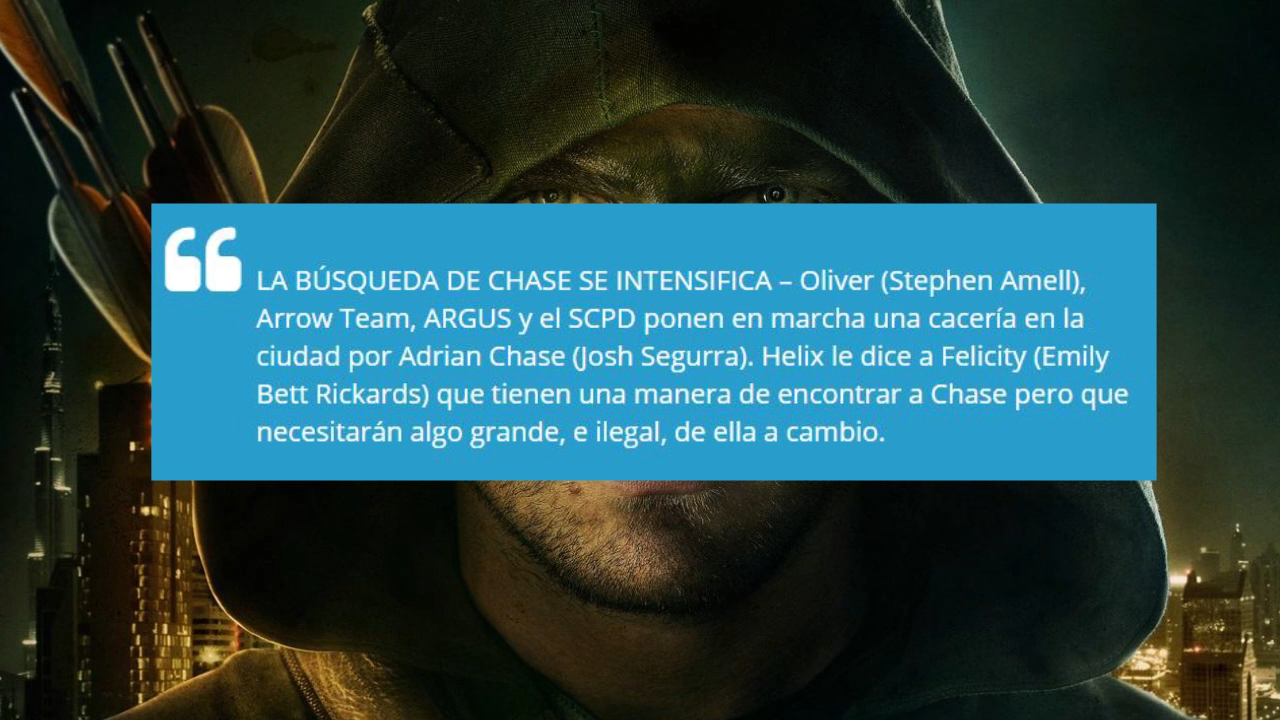 LA BÚSQUEDA DE CHASE SE INTENSIFICA – Oliver (Stephen Amell),
Arrow Team, ARGUS y el SCPD ponen en marcha una cacería en la
ciudad por Adrian Chase (Josh Segurra). Helix le dice a Felicity (Emily
Bett Rickards) que tienen una manera de encontrar a Chase pero que
necesitarán algo grande, e ilegal, de ella a cambio.